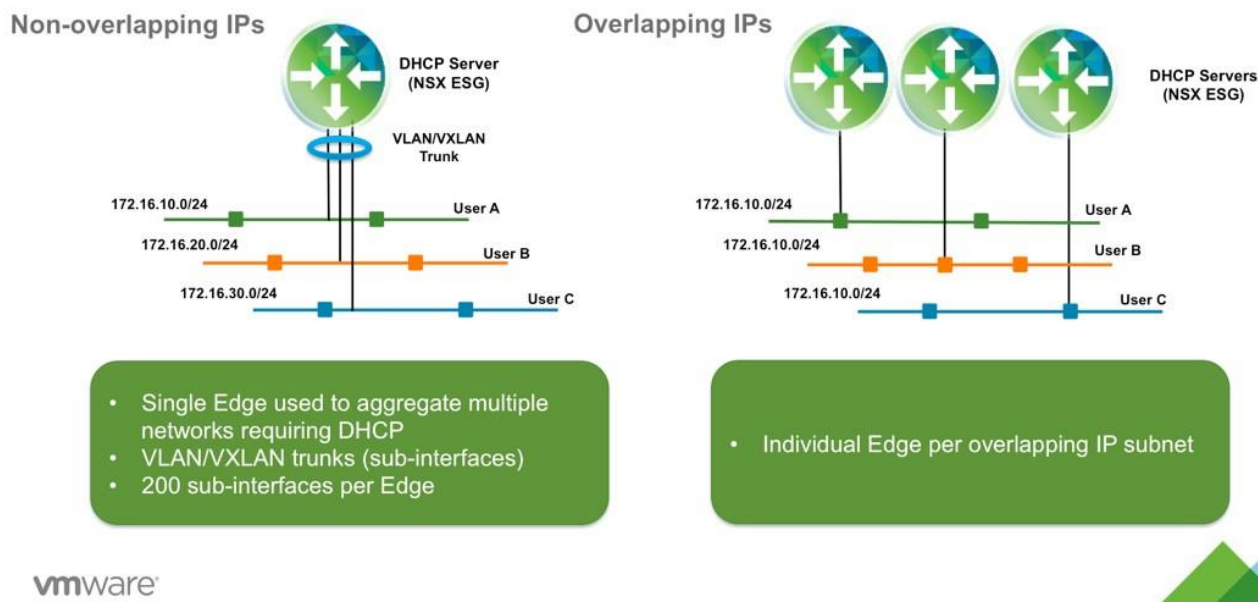 Non-overlapping IPs
DHCP Server
(NSX ESG)
VLAN/VXLAN
Trunk
172.16.10.0/24
User A
172.16.20.0/24
User B
172.16.30.0/24
User C
• Single Edge used to aggregate multiple
networks requiring DHCP
• VLAN/VXLAN trunks (sub-interfaces)
• 200 sub-interfaces per Edge
Overlapping IPs
DHCP Servers
(NSX ESG)
172.16.10.0/24
User A
172.16.10.0/24
User B
172.16.10.0/24
User C
• Individual Edge per overlapping IP subnet
vmware